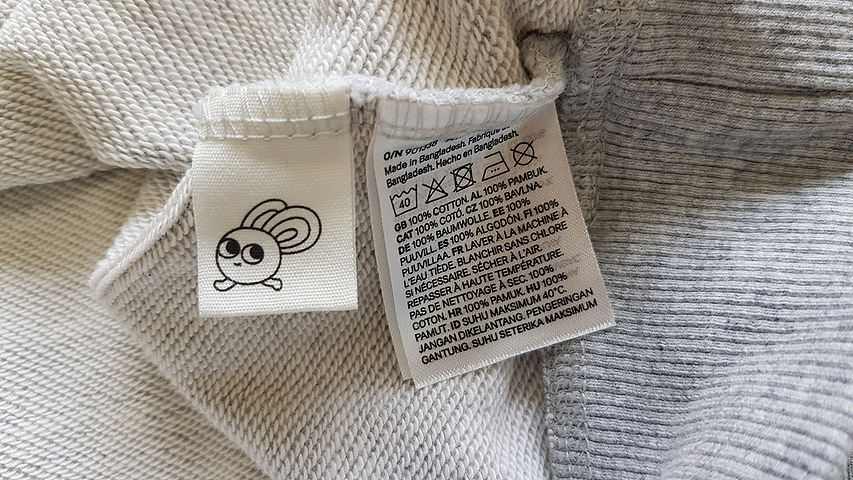 O/N 901338
Made in Bangladesh. Fabriqué
Bangladesh. Hecho en Bangladesh.
40
GB 100% COTTON. AL 100% PAMBUK.
CAT 100% COTÓ. CZ 100% BAVLNA.
DE 100% BAUMWOLLE. EE 100%
PUUVILL. ES 100% ALGODÓN. FI 100%
PUUVILLAA. FR LAVER À LA MACHINE À
L'EAU TIÈDE. BLANCHIR SANS CHLORE
SI NÉCESSAIRE. SÉCHER À L'AIR.
REPASSER À HAUTE TEMPÉRATURE.
PAS DE NETTOYAGE À SEC. 100%
COTON. HR 100% PAMUK. HU 100%
PAMUT. ID SUHU MAKSIMUM 40°C.
JANGAN DIKELANTANG. PENGERINGAN
GANTUNG. SUHU SETERIKA MAKSIMUM